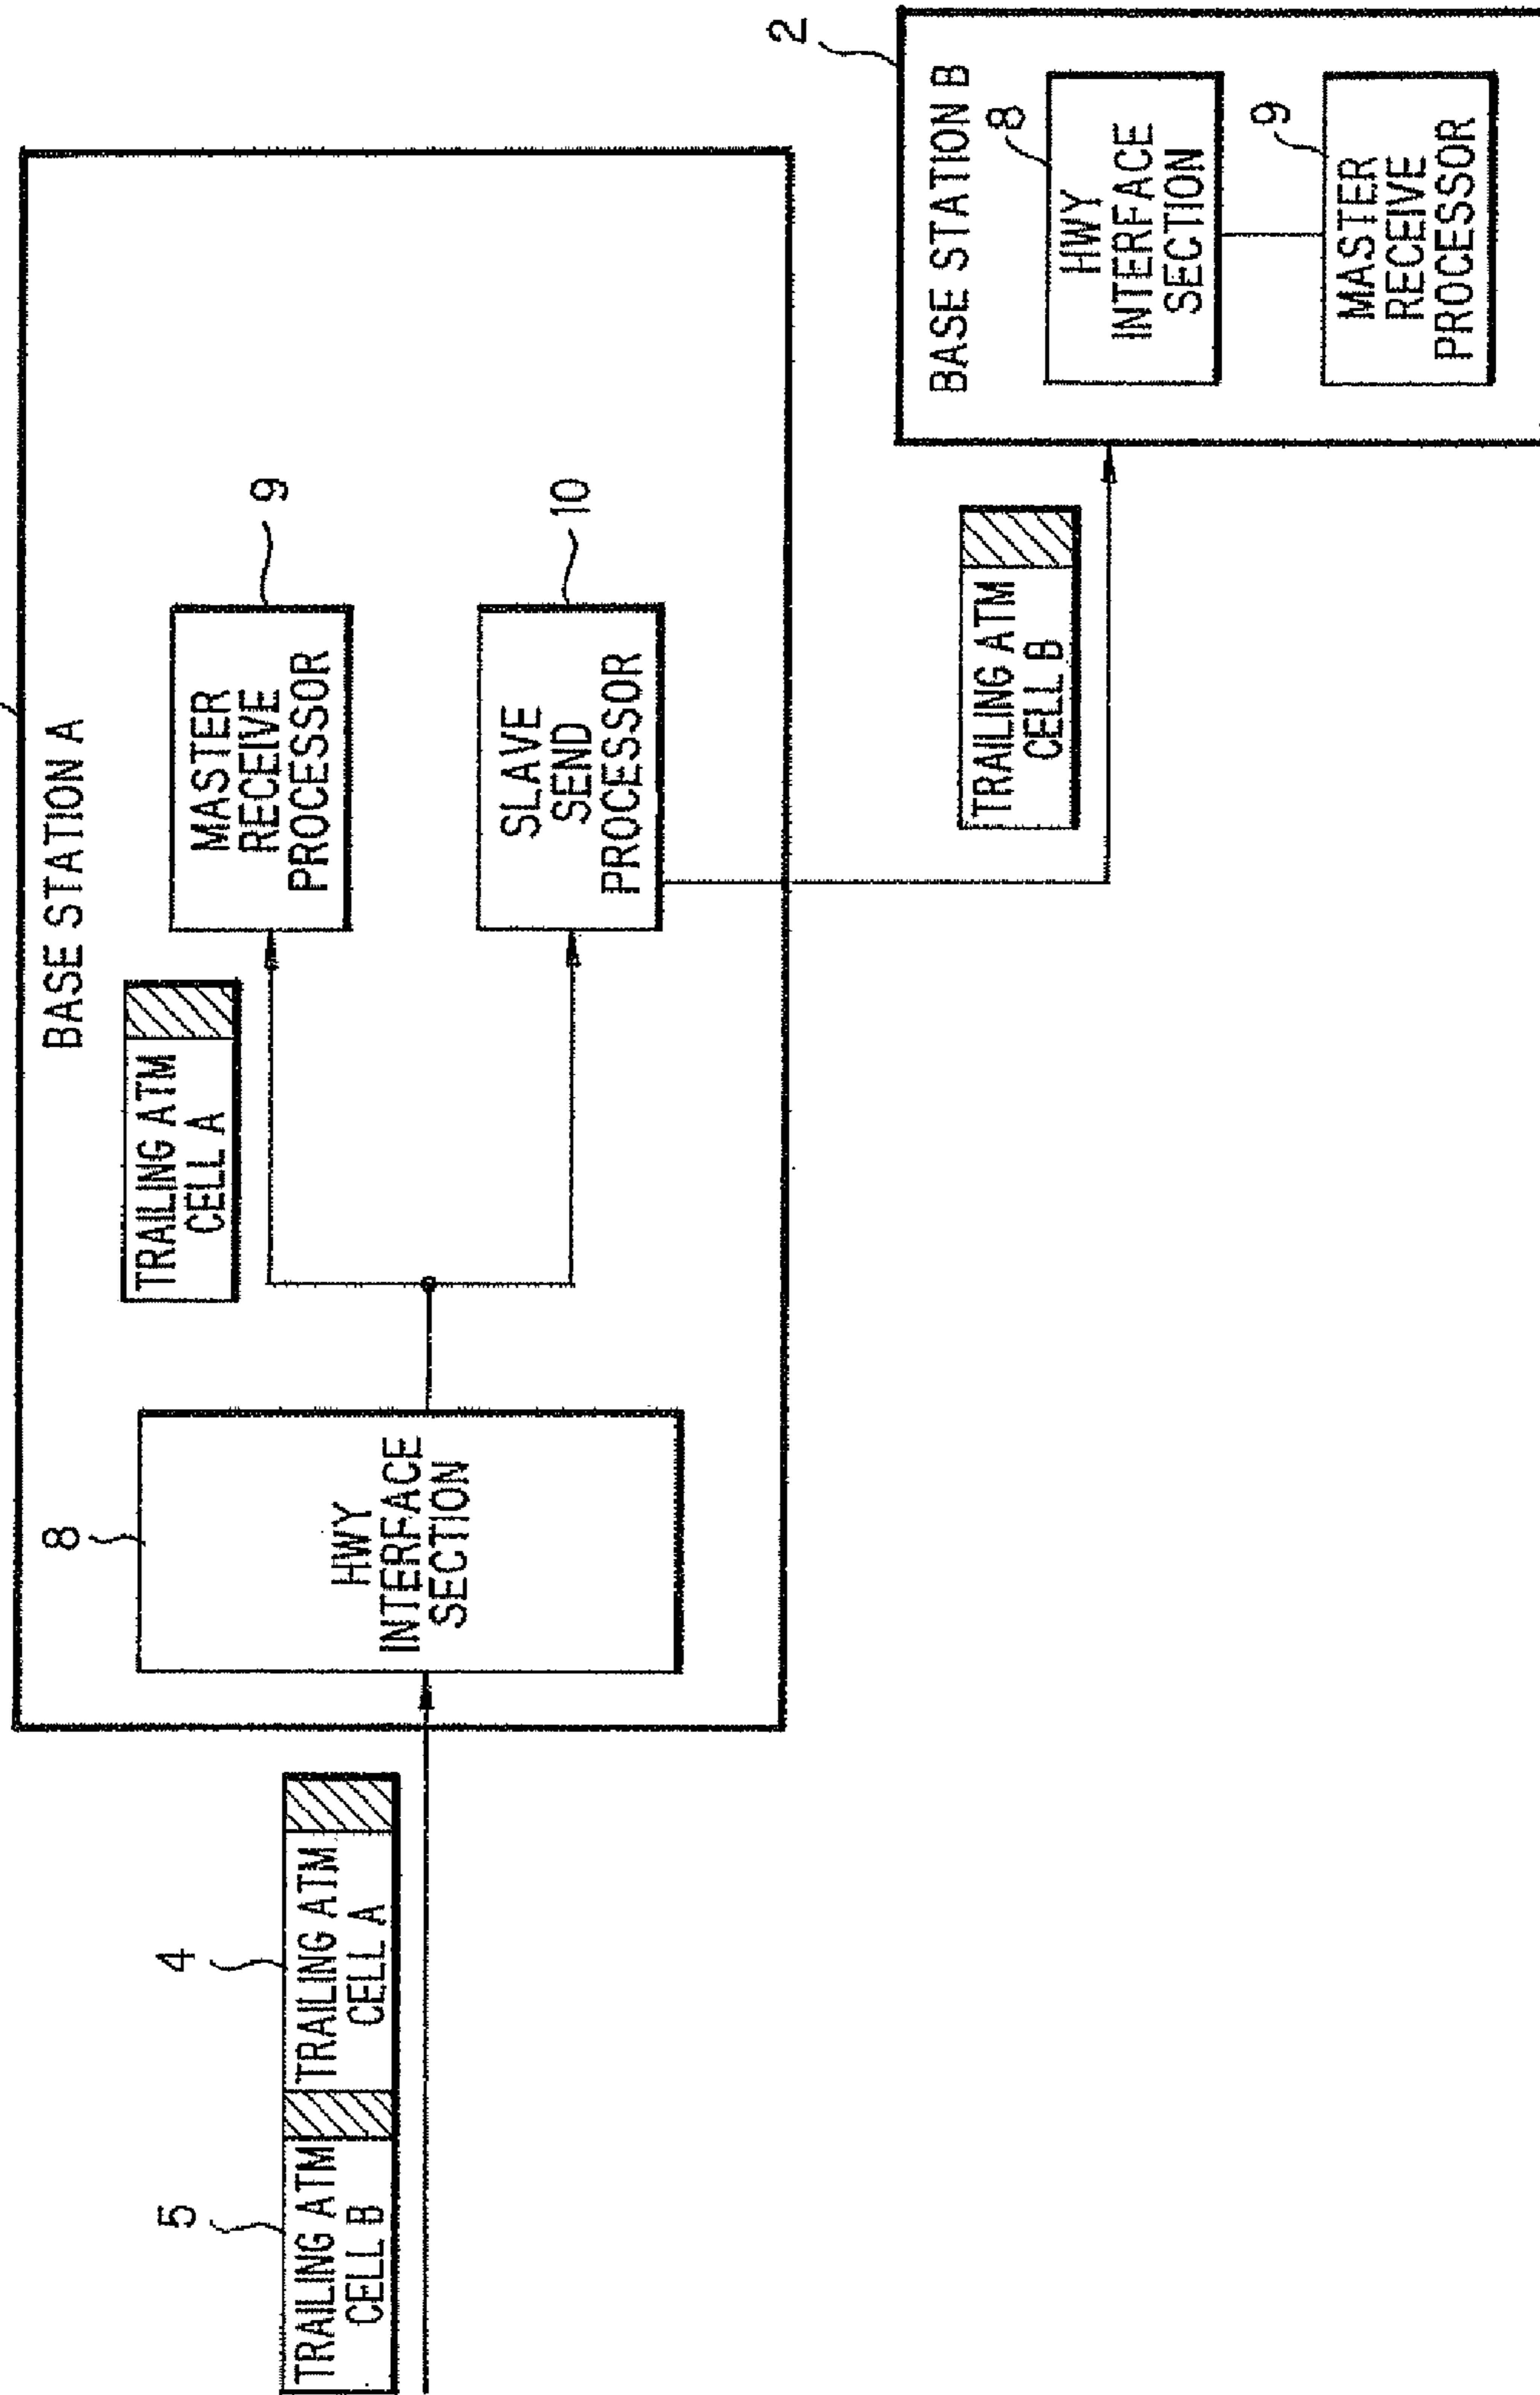 BASE STATION A
8
HWY
INTERFACE
SECTION
TRAILING ATM
CELL A
9
MASTER
RECEIVE
PROCESSOR
10
SLAVE
SEND
PROCESSOR
5
TRAILING ATM
CELL B
4
TRAILING ATM
CELL A
TRAILING ATM
CELL B
2
BASE STATION B
8
HWY
INTERFACE
SECTION
9
MASTER
RECEIVE
PROCESSOR